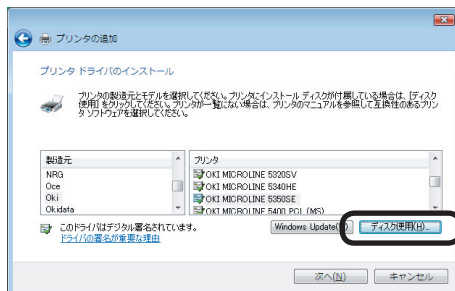 プリンタの追加
プリンタ ドライバのインストール
プリンタの製造元とモデルを選択してください。プリンタにインストール ディスクが付属している場合は、[ディスク
使用] をクリックしてください。プリンタが一覧にない場合は、プリンタのマニュアルを参照して互換性のあるプリン
タ ソフトウェアを選択してください。
製造元
NRG
Oce
Oki
Okidata
プリンタ
OKI MICROLINE 5320SV
OKI MICROLINE 5340HE
OKI MICROLINE 5350SE
OKI MICROLINE 5400 PCL (MS)
このドライバはデジタル署名されています。
ドライバの署名が重要な理由
Windows Update
ディスク使用(H)...
次へ(N)
キャンセル